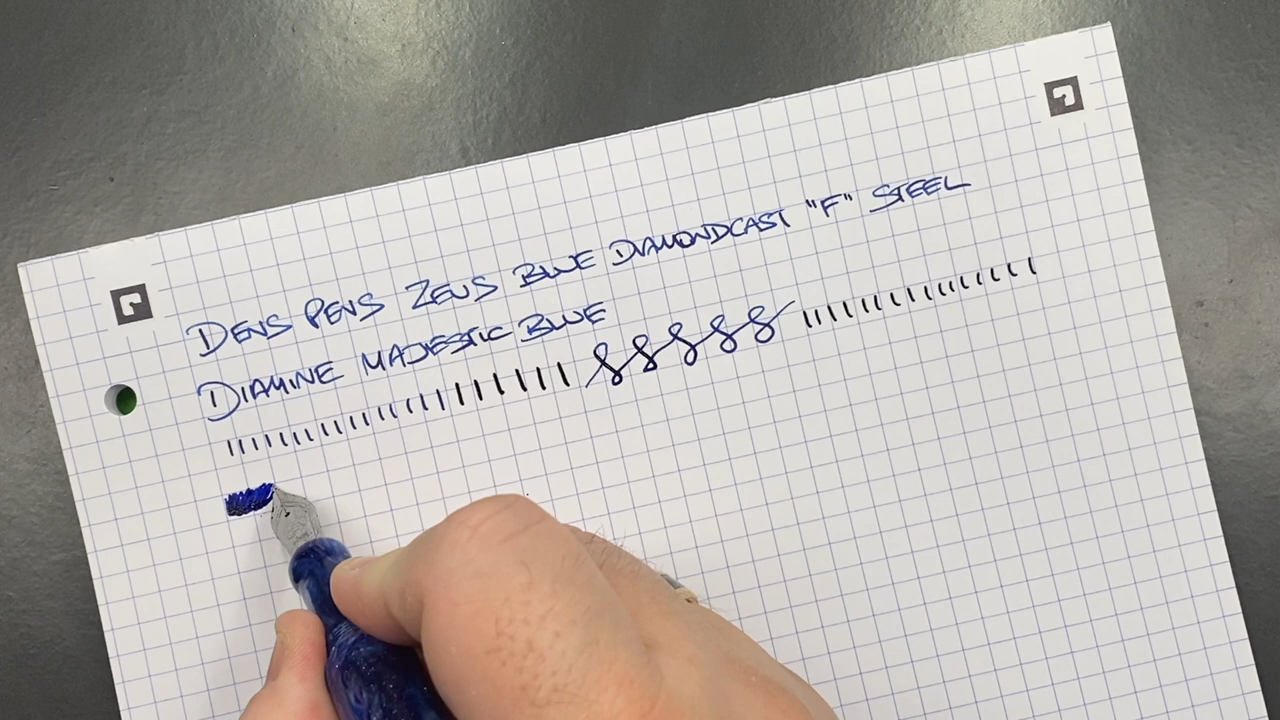 DENS PENS ZEUS BLUE DIAMONDCAST "F" STEEL
DIAMINE MAJESTIC BLUE